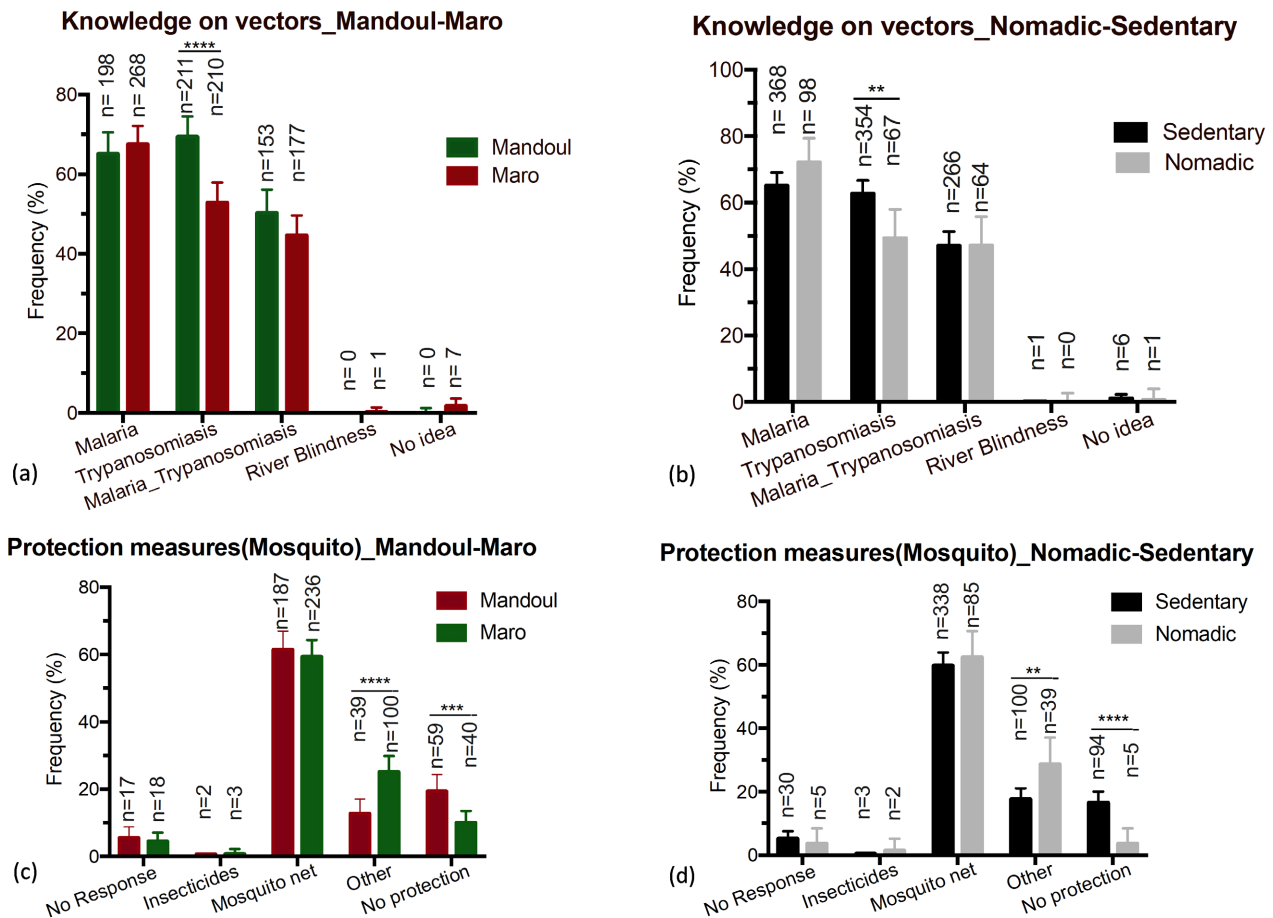 Knowledge on vectors_Mandoul-Maro
n= 198
n= 268
****
n=211
n=210
n=153
n=177
n= 0
n= 1
n= 0
n= 7
Mandoul
Maro
Frequency (%)
80
60
40
20
0
Malaria
Trypanosomiasis
Malaria_Trypanosomiasis
River Blindness
No idea
(a)
Knowledge on vectors_Nomadic-Sedentary
n= 368
n= 98
**
n=354
n=67
n=266
n=64
n=1
n=0
n=6
n=1
Sedentary
Nomadic
Frequency (%)
100
80
60
40
20
0
Malaria
Trypanosomiasis
Malaria_Trypanosomiasis
River Blindness
No idea
(b)
Protection measures(Mosquito)_Mandoul-Maro
n=17
n=18
n=2
n=3
n=187
n=236
****
n=39
n=100
***
n=59
n=40
Mandoul
Maro
Frequency (%)
80
60
40
20
0
No Response
Insecticides
Mosquito net
Other
No protection
(c)
Protection measures(Mosquito)_Nomadic-Sedentary
n=30
n=5
n=3
n=2
n=338
n=85
**
n=100
n=39
****
n=94
n=5
Sedentary
Nomadic
Frequency (%)
80
60
40
20
0
No Response
Insecticides
Mosquito net
Other
No protection
(d)